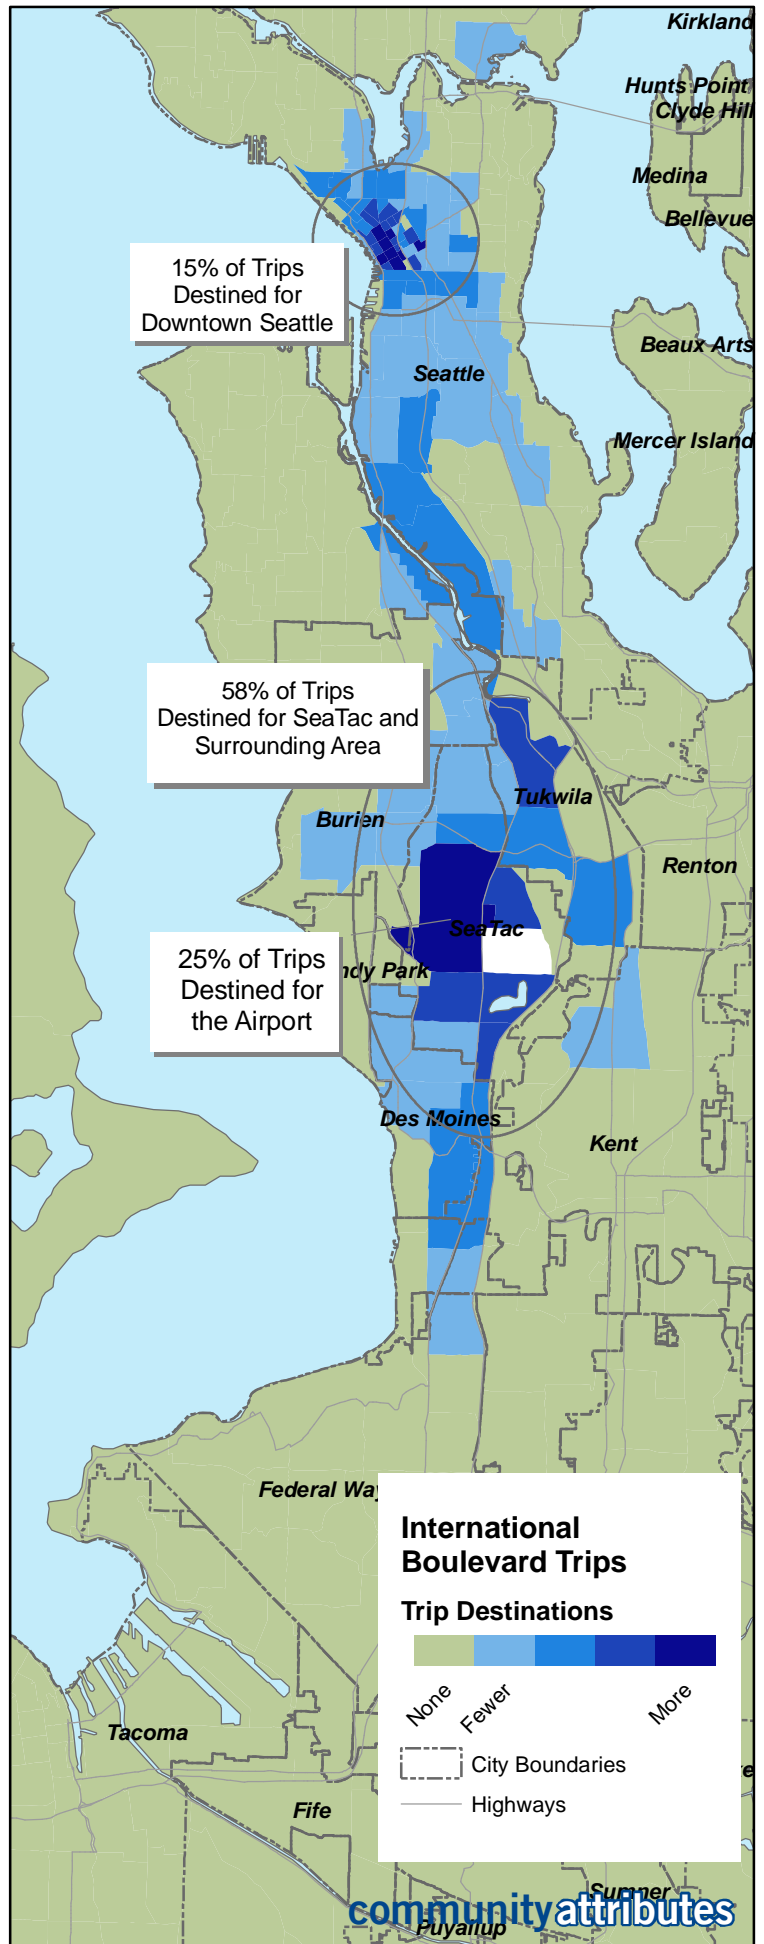 Kirkland
Hunts Point
Clyde Hill
Medina
Bellevue
15% of Trips
Destined for
Downtown Seattle
Beaux Arts
Seattle
Mercer Island
58% of Trips
Destined for SeaTac and
Surrounding Area
Tukwila
Burien
Renton
SeaTac
25% of Trips
Destined for
the Airport
ndy Park
Des Moines
Kent
Federal Way
International
Boulevard Trips
Trip Destinations
None
Fewer
More
City Boundaries
Highways
Tacoma
Fife
Sumner
communityattributes
Puyallup